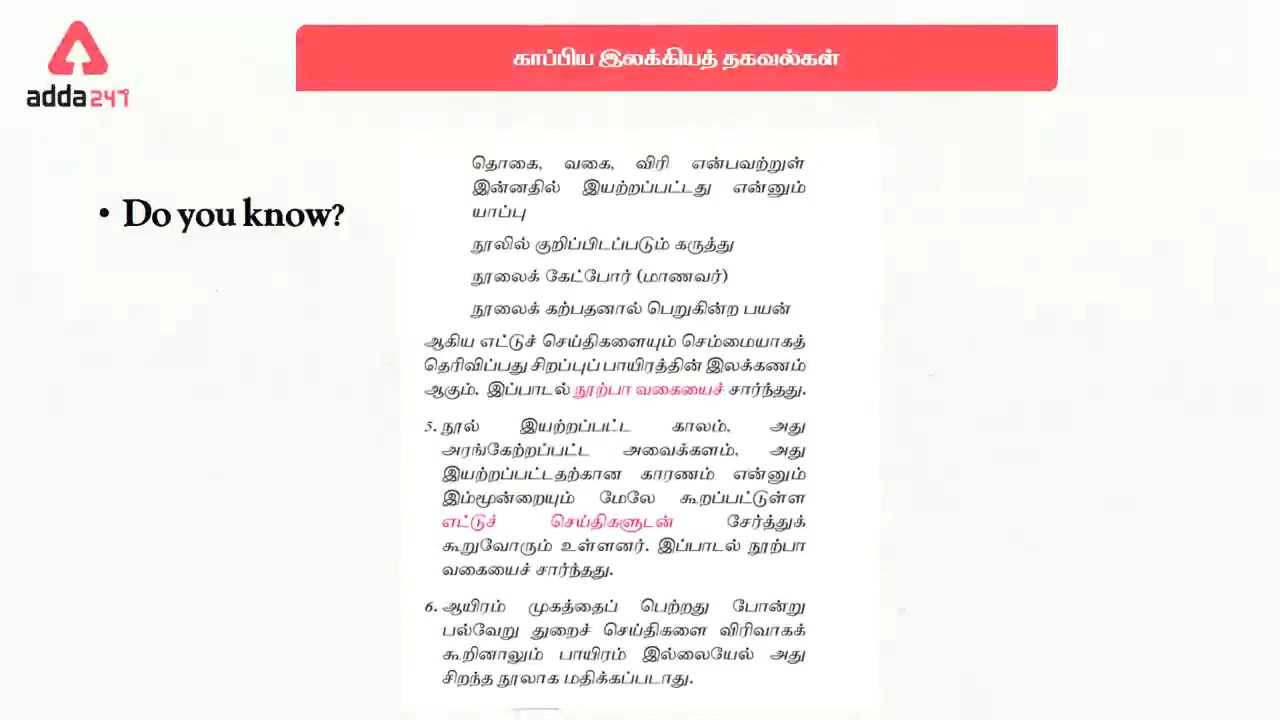 adda247
காப்பிய இலக்கியத் தகவல்கள்
• Do you know?
தொகை, வகை, விரி என்பவற்றுள்
இன்னதில் இயற்றப்பட்டது என்னும்
யாப்பு
நூலில் குறிப்பிடப்படும் கருத்து
நூலைக் கேட்போர் (மாணவர்)
நூலைக் கற்பதனால் பெறுகின்ற பயன்
ஆகிய எட்டுச் செய்திகளையும் செம்மையாகத்
தெரிவிப்பது சிறப்புப் பாயிரத்தின் இலக்கணம்
ஆகும். இப்பாடல் நூற்பா வகையைச் சார்ந்தது.
5. நூல் இயற்றப்பட்ட காலம், அது
அரங்கேற்றப்பட்ட அவைக்களம், அது
இயற்றப்பட்டதற்கான காரணம் என்னும்
இம்மூன்றையும் மேலே கூறப்பட்டுள்ள
எட்டுச் செய்திகளுடன் சேர்த்துக்
கூறுவோரும் உள்ளனர். இப்பாடல் நூற்பா
வகையைச் சார்ந்தது.
6. ஆயிரம் முகத்தைப் பெற்றது போன்று
பல்வேறு துறைச் செய்திகளை விரிவாகக்
கூறினாலும் பாயிரம் இல்லையேல் அது
சிறந்த நூலாக மதிக்கப்படாது.